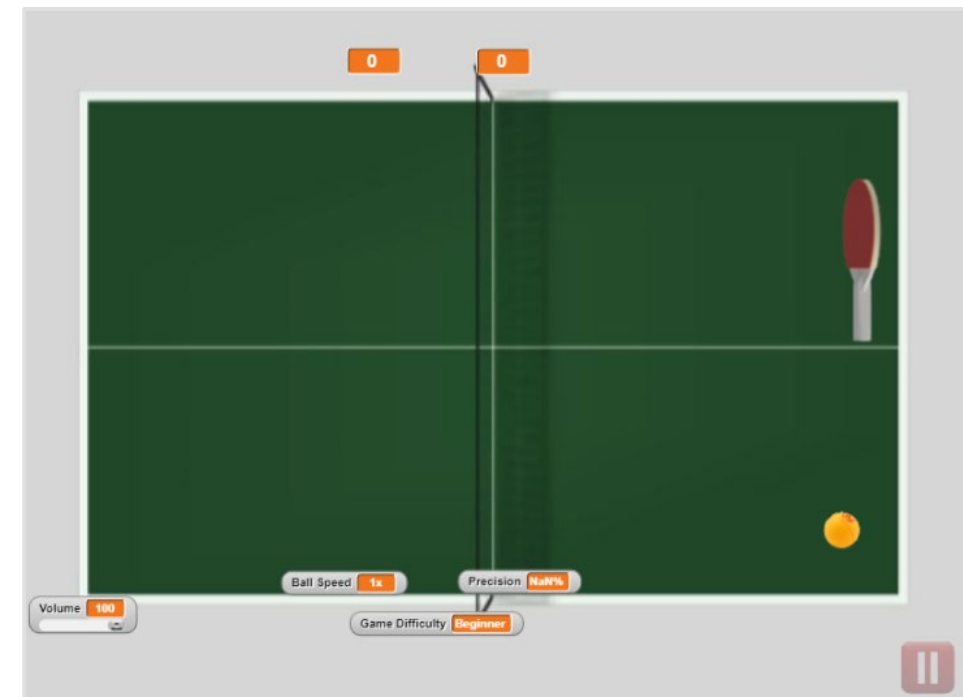 0
0
Ball Speed 1x
Precision NaN%
Volume 100
Game Difficulty Beginner